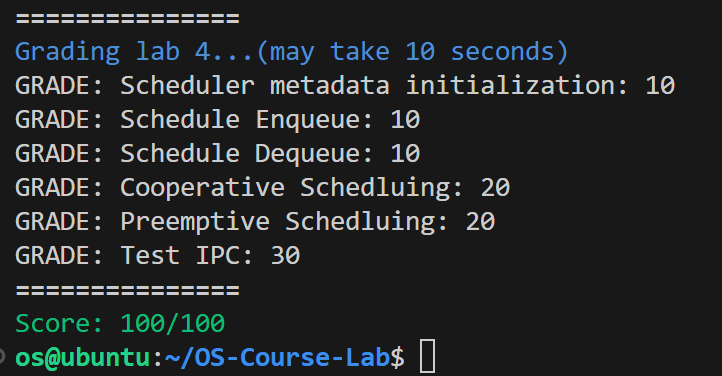 ===============
Grading lab 4...(may take 10 seconds)
GRADE: Scheduler metadata initialization: 10
GRADE: Schedule Enqueue: 10
GRADE: Schedule Dequeue: 10
GRADE: Cooperative Schedluing: 20
GRADE: Preemptive Schedluing: 20
GRADE: Test IPC: 30
===============
Score: 100/100
os@ubuntu:~/OS-Course-Lab$